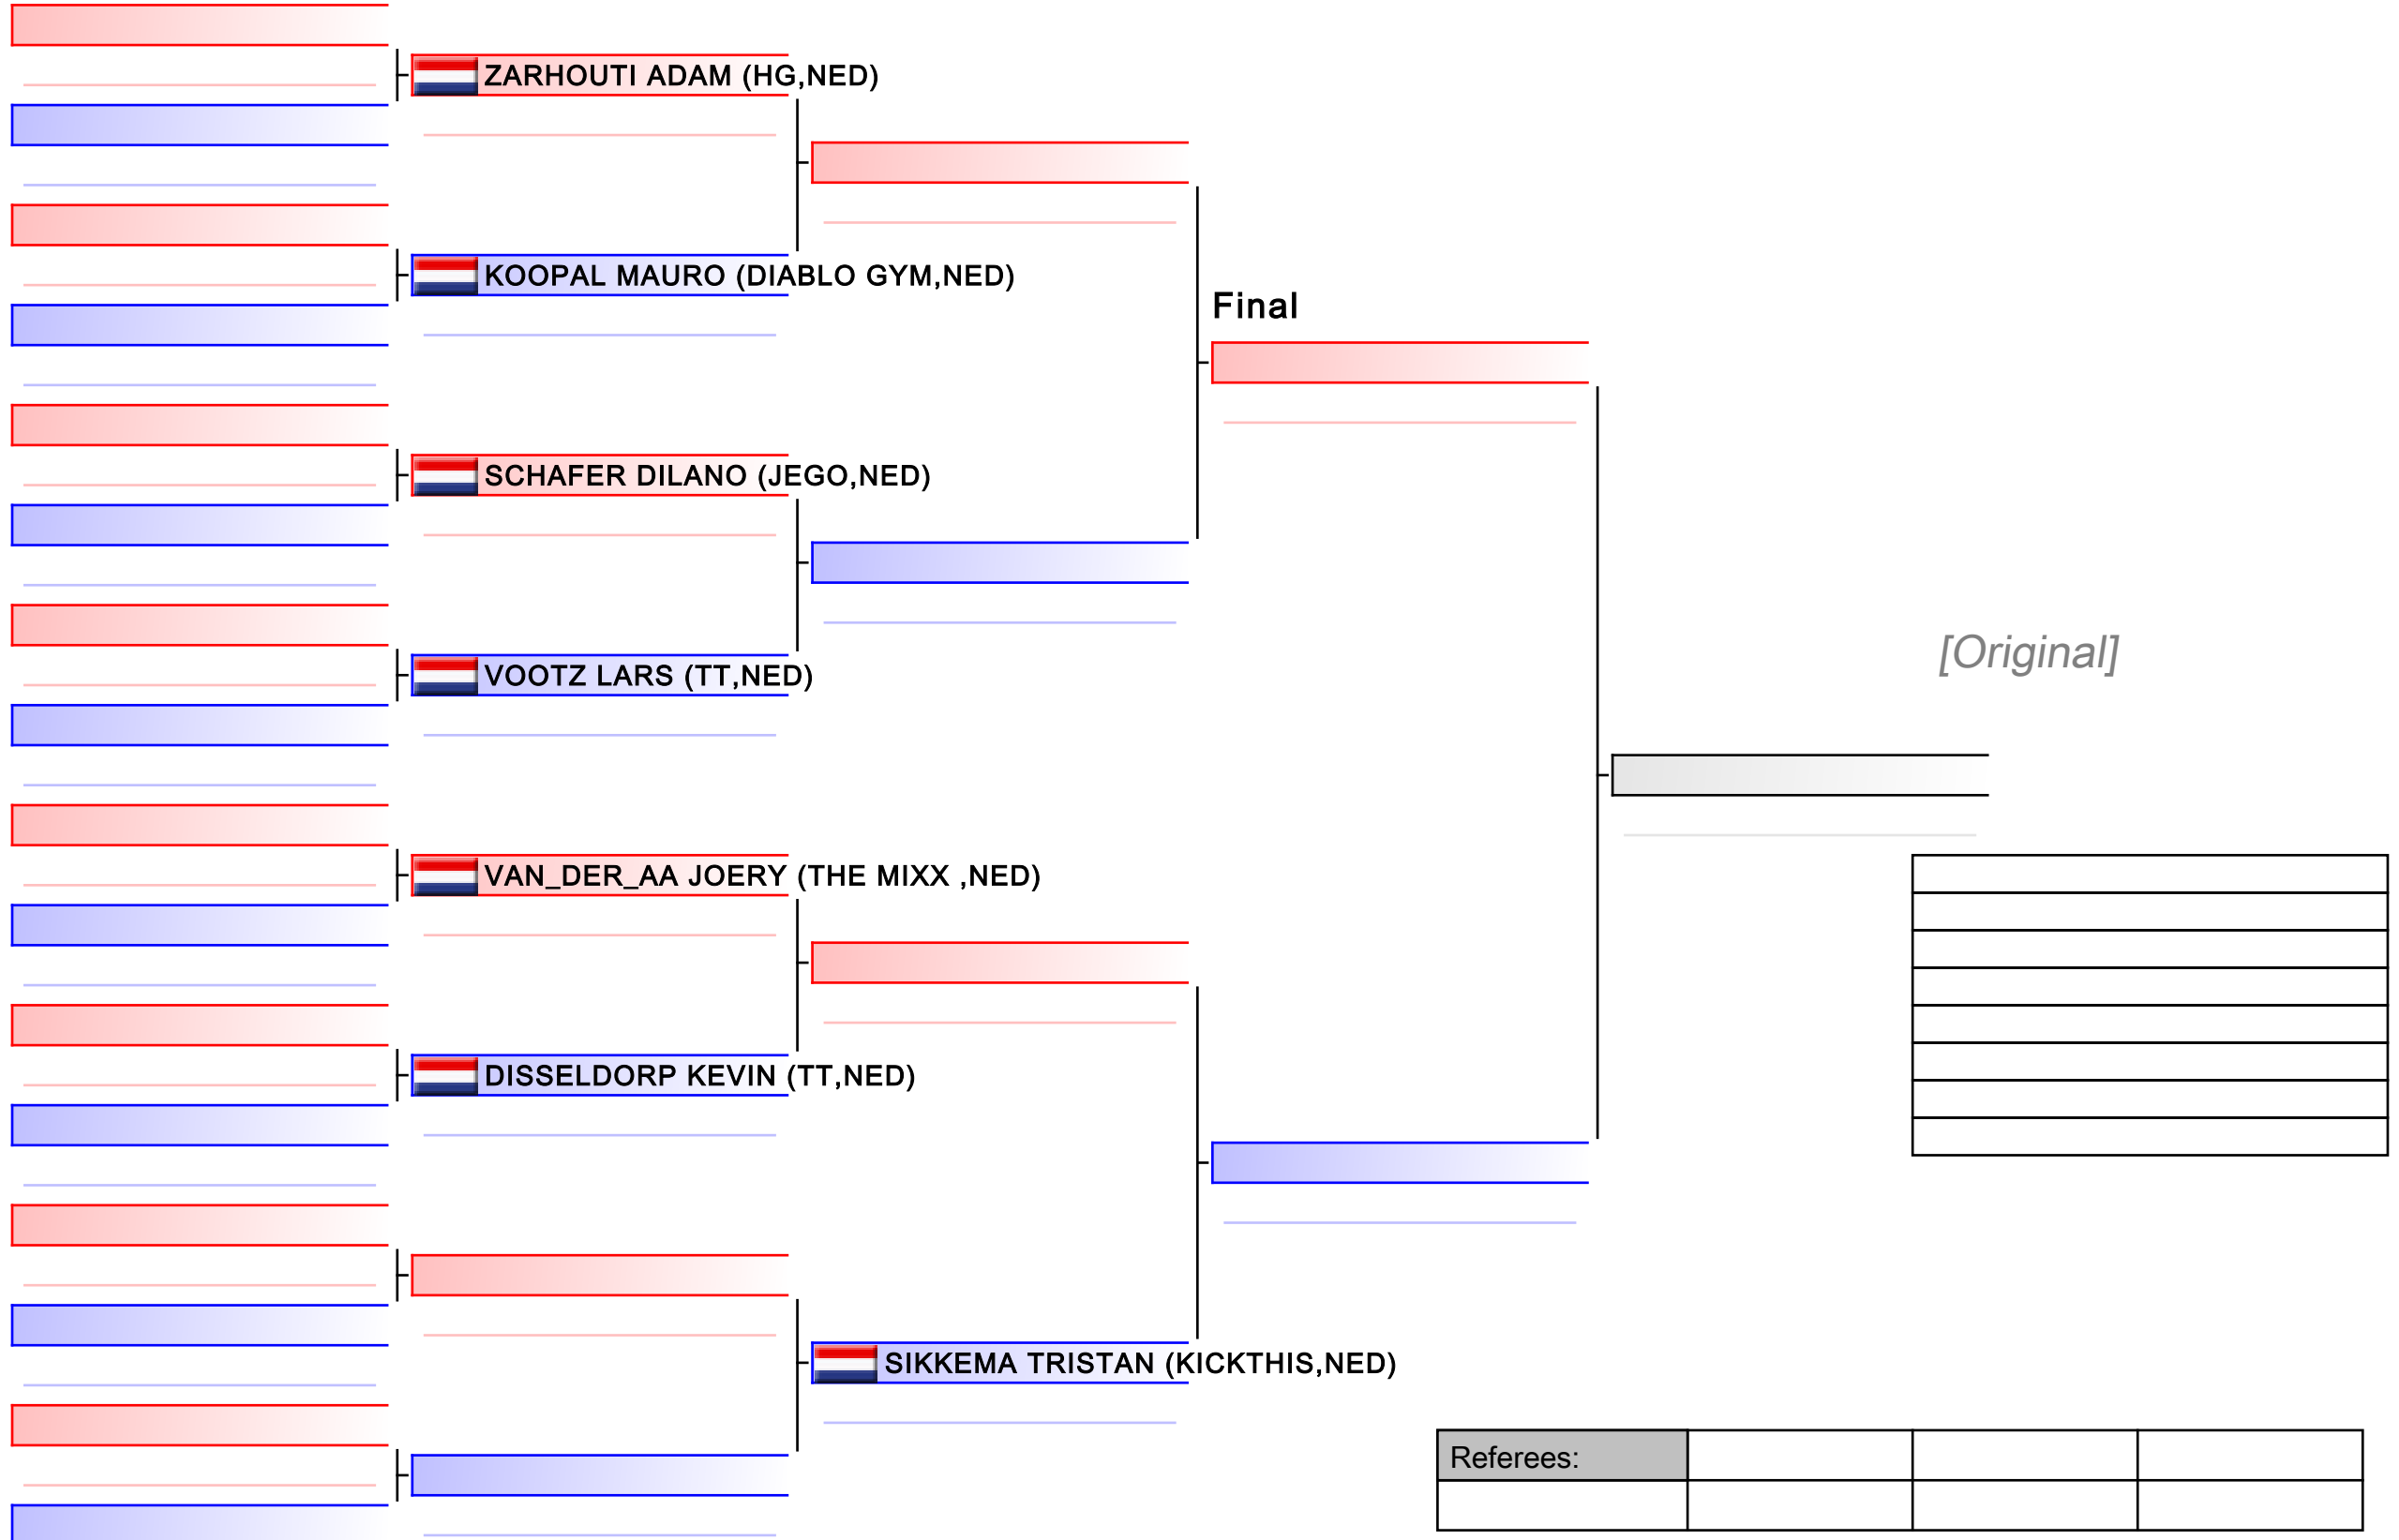 ZARHOUTI ADAM (HG,NED)
KOOPAL MAURO (DIABLO GYM,NED)
Final
SCHAFER DILANO (JEGO,NED)
[Original]
VOOTZ LARS (TT,NED)
VAN_DER_AA JOERY (THE MIXX ,NED)
DISSELDORP KEVIN (TT,NED)
SIKKEMA TRISTAN (KICKTHIS,NED)
Referees: